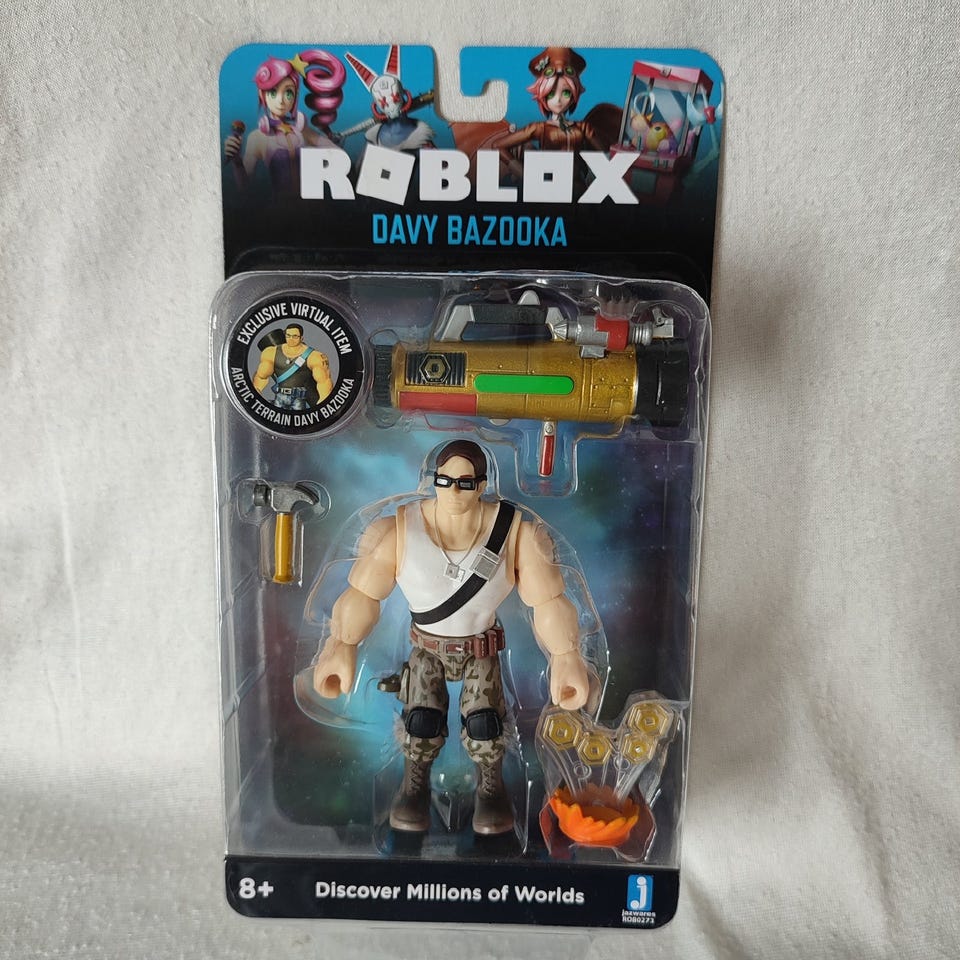 ROBLOX
DAVY BAZOOKA
EXCLUSIVE VIRTUAL ITEM
ARCTIC TERRAIN DAVY BAZOOKA
8+
Discover Millions of Worlds
jazwares
ROB0273